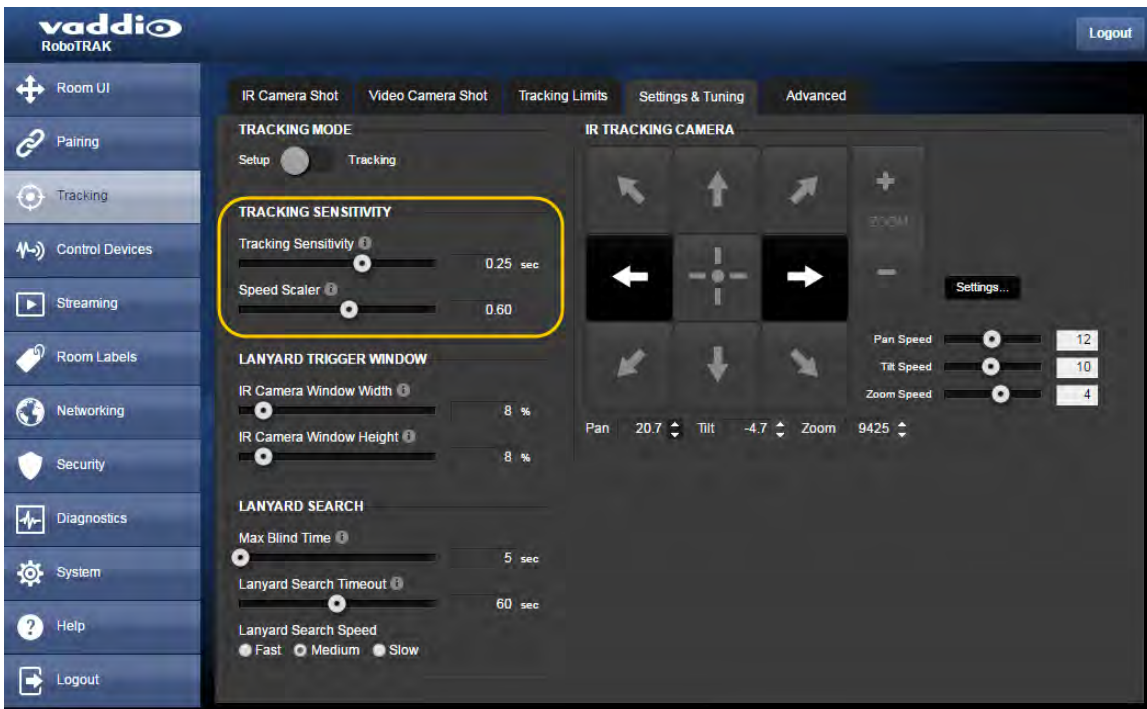 vaddio
RoboTRAK
Logout
Room UI
Pairing
Tracking
Control Devices
Streaming
Room Labels
Networking
Security
Diagnostics
System
Help
Logout
IR Camera Shot Video Camera Shot Tracking Limits Settings & Tuning Advanced
TRACKING MODE
Setup Tracking
TRACKING SENSITIVITY
Tracking Sensitivity
0.25 sec
Speed Scaler
0.60
LANYARD TRIGGER WINDOW
IR Camera Window Width
8 %
IR Camera Window Height
8 %
LANYARD SEARCH
Max Blind Time
5 sec
Lanyard Search Timeout
60 sec
Lanyard Search Speed
Fast Medium Slow
IR TRACKING CAMERA
+
ZOOM
−
Settings...
Pan Speed 12
Tilt Speed 10
Zoom Speed 4
Pan 20.7 Tilt -4.7 Zoom 9425